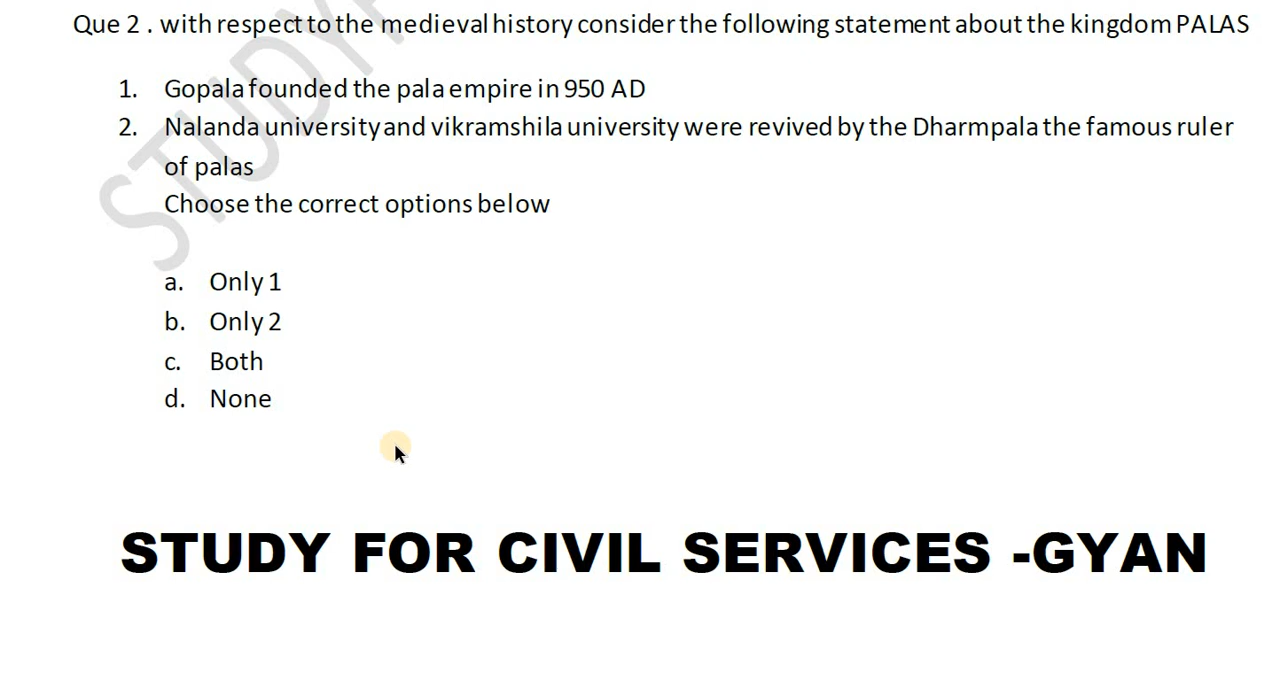 Que 2 . with respect to the medieval history consider the following statement about the kingdom PALAS
1. Gopala founded the pala empire in 950 AD
2. Nalanda university and vikramshila university were revived by the Dharmpala the famous ruler
of palas
Choose the correct options below
a. Only 1
b. Only 2
c. Both
d. None
STUDY FOR CIVIL SERVICES -GYAN